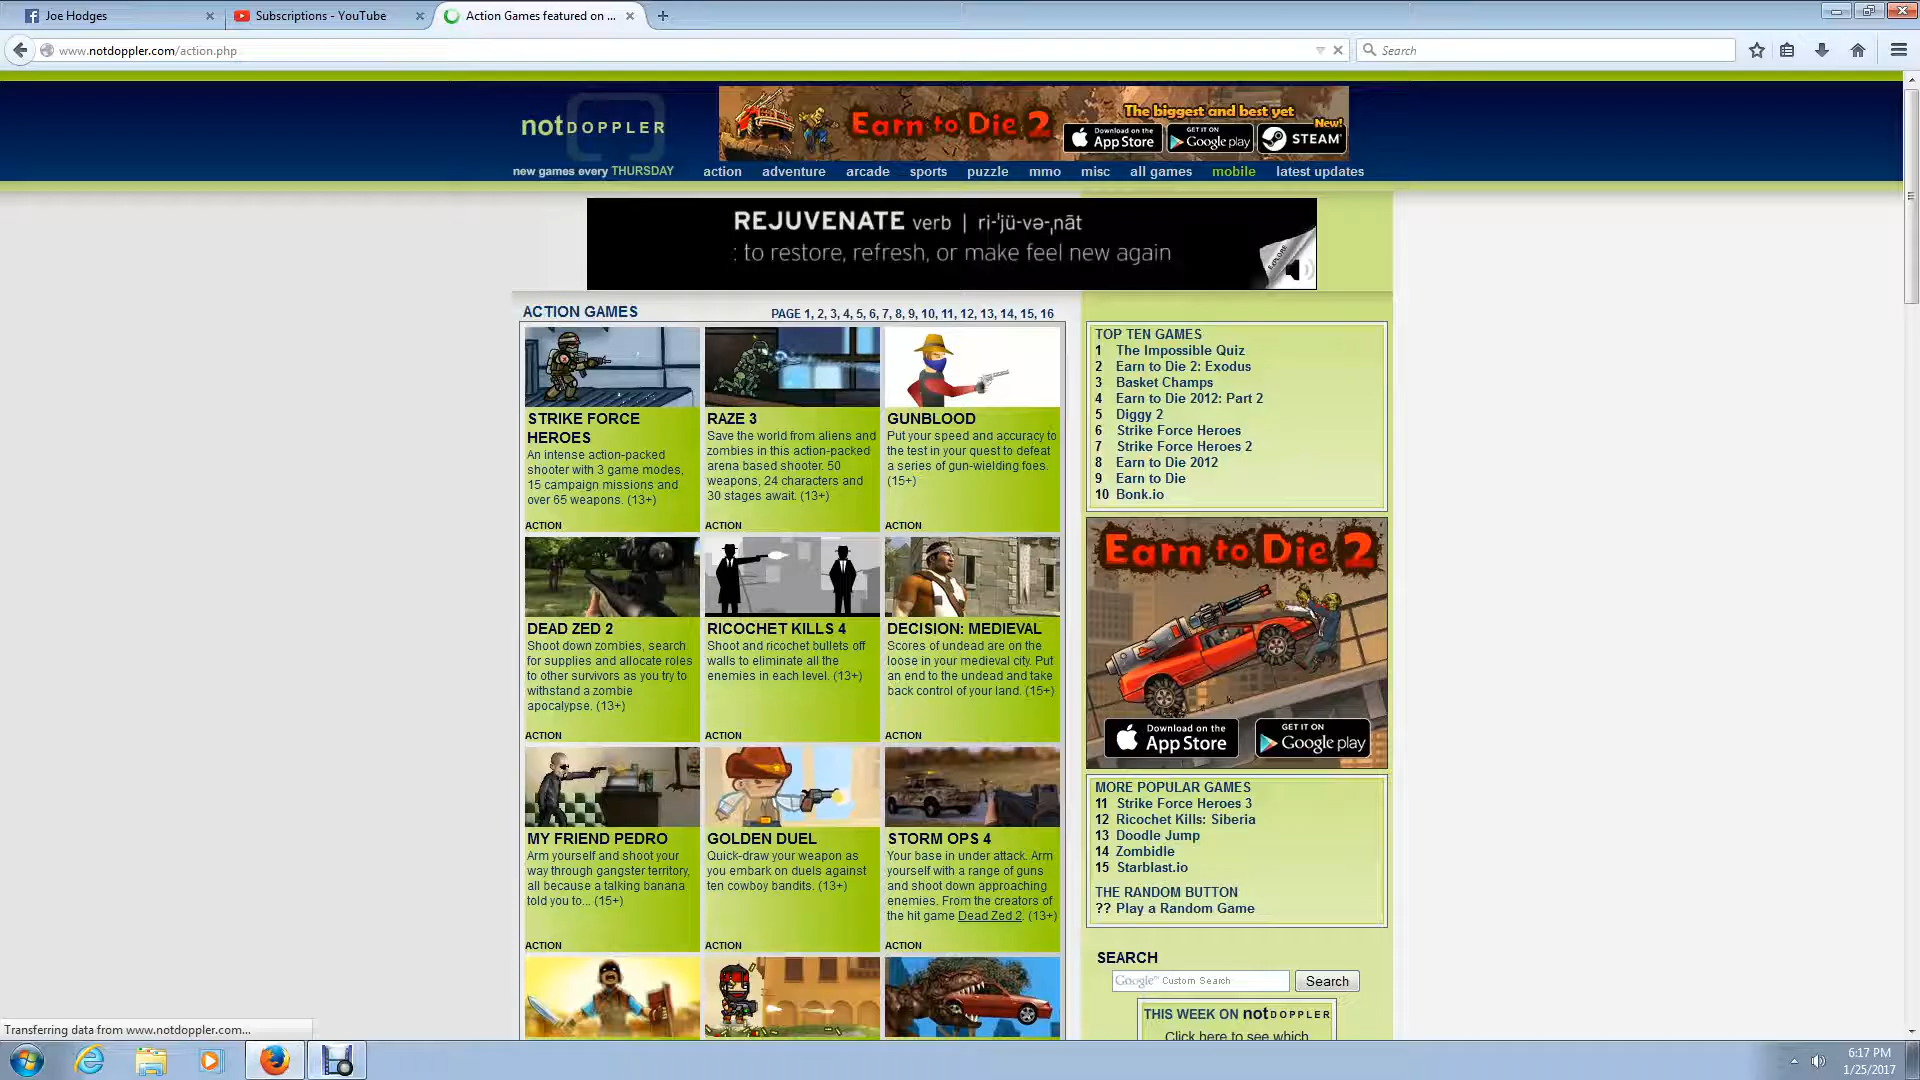 Joe Hodges
Subscriptions - YouTube
Action Games featured on ...
www.notdoppler.com/action.php
Search
notDOPPLER
new games every THURSDAY
Earn to Die 2
The biggest and best yet
New!
Download on the
App Store
GET IT ON
Google play
STEAM
action adventure arcade sports puzzle mmo misc all games mobile latest updates
REJUVENATE verb | ri-ˈjü-və-ˌnāt
: to restore, refresh, or make feel new again
EXPLORE
ACTION GAMES
PAGE 1, 2, 3, 4, 5, 6, 7, 8, 9, 10, 11, 12, 13, 14, 15, 16
STRIKE FORCE
HEROES
An intense action-packed
shooter with 3 game modes,
15 campaign missions and
over 65 weapons. (13+)
ACTION
RAZE 3
Save the world from aliens and
zombies in this action-packed
arena based shooter. 50
weapons, 24 characters and
30 stages await. (13+)
ACTION
GUNBLOOD
Put your speed and accuracy to
the test in your quest to defeat
a series of gun-wielding foes.
(15+)
ACTION
DEAD ZED 2
Shoot down zombies, search
for supplies and allocate roles
to other survivors as you try to
withstand a zombie
apocalypse. (13+)
ACTION
RICOCHET KILLS 4
Shoot and ricochet bullets off
walls to eliminate all the
enemies in each level. (13+)
ACTION
DECISION: MEDIEVAL
Scores of undead are on the
loose in your medieval city. Put
an end to the undead and take
back control of your land. (15+)
ACTION
MY FRIEND PEDRO
Arm yourself and shoot your
way through gangster territory,
all because a talking banana
told you to... (15+)
ACTION
GOLDEN DUEL
Quick-draw your weapon as
you embark on duels against
ten cowboy bandits. (13+)
ACTION
STORM OPS 4
Your base in under attack. Arm
yourself with a range of guns
and shoot down approaching
enemies. From the creators of
the hit game Dead Zed 2. (13+)
ACTION
TOP TEN GAMES
1 The Impossible Quiz
2 Earn to Die 2: Exodus
3 Basket Champs
4 Earn to Die 2012: Part 2
5 Diggy 2
6 Strike Force Heroes
7 Strike Force Heroes 2
8 Earn to Die 2012
9 Earn to Die
10 Bonk.io
Earn to Die 2
Download on the
App Store
GET IT ON
Google play
MORE POPULAR GAMES
11 Strike Force Heroes 3
12 Ricochet Kills: Siberia
13 Doodle Jump
14 Zombidle
15 Starblast.io
THE RANDOM BUTTON
?? Play a Random Game
SEARCH
Google™ Custom Search
Search
THIS WEEK ON notDOPPLER
Click here to see which
Transferring data from www.notdoppler.com...
6:17 PM
1/25/2017